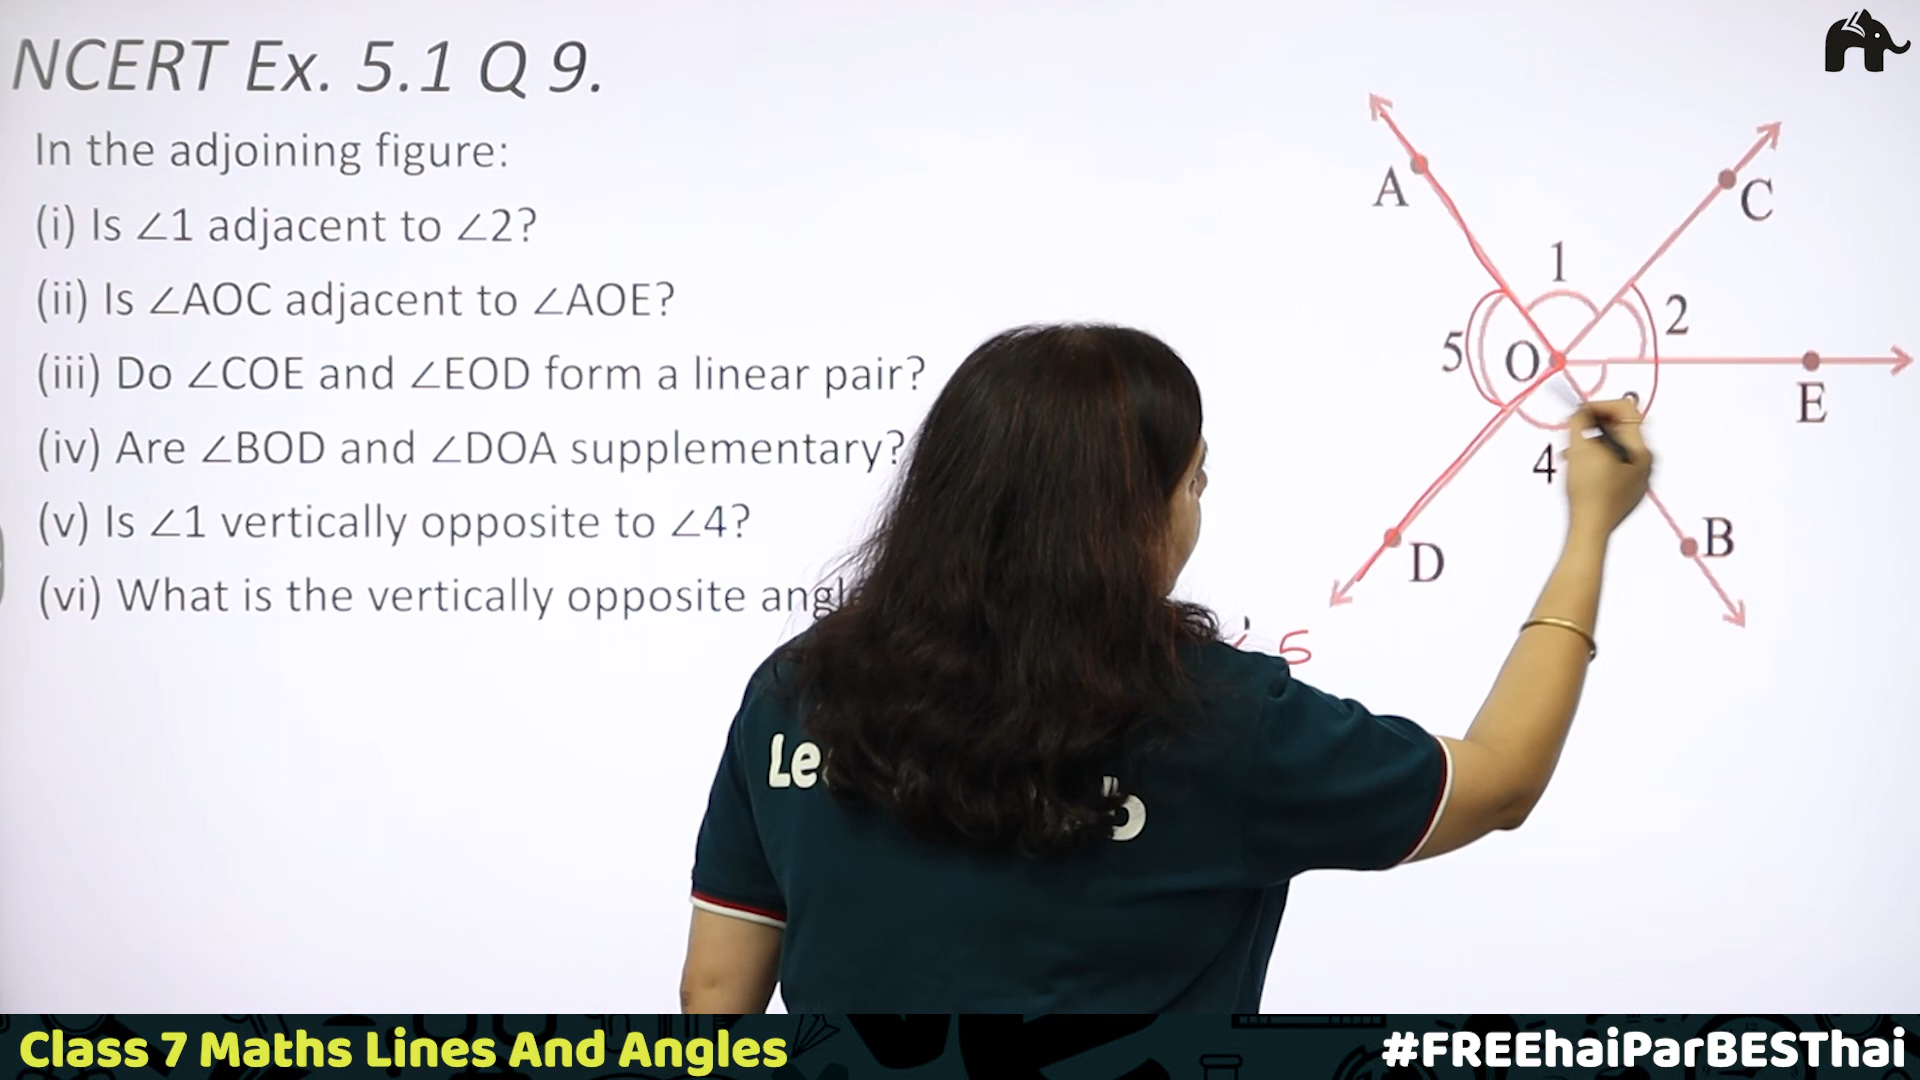 NCERT Ex. 5.1 Q 9.
In the adjoining figure:
(i) Is ∠1 adjacent to ∠2?
(ii) Is ∠AOC adjacent to ∠AOE?
(iii) Do ∠COE and ∠EOD form a linear pair?
(iv) Are ∠BOD and ∠DOA supplementary?
(v) Is ∠1 vertically opposite to ∠4?
(vi) What is the vertically opposite
5
A
C
1
2
5
O
E
4
B
D
Le
Class 7 Maths Lines And Angles
#FREEhaiParBESThai